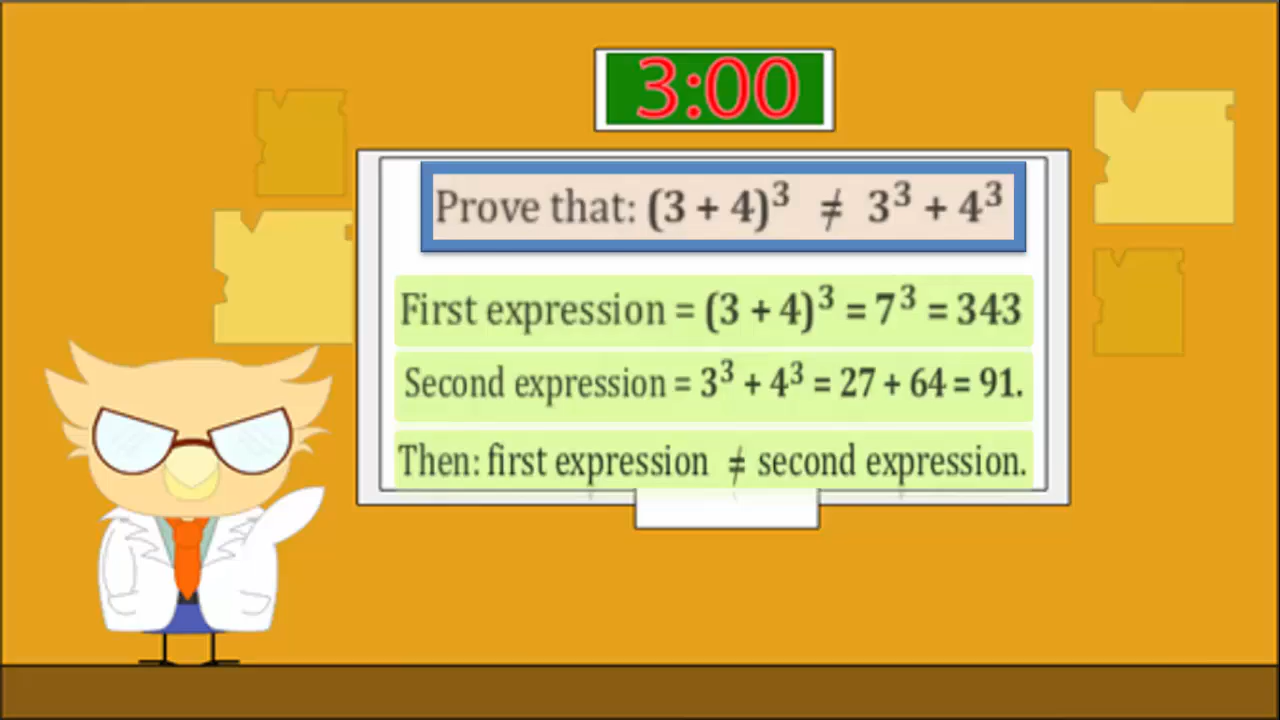 3:00
Prove that: (3 + 4)³ ≠ 3³ + 4³
First expression = (3 + 4)³ = 7³ = 343
Second expression = 3³ + 4³ = 27 + 64 = 91.
Then: first expression ≠ second expression.